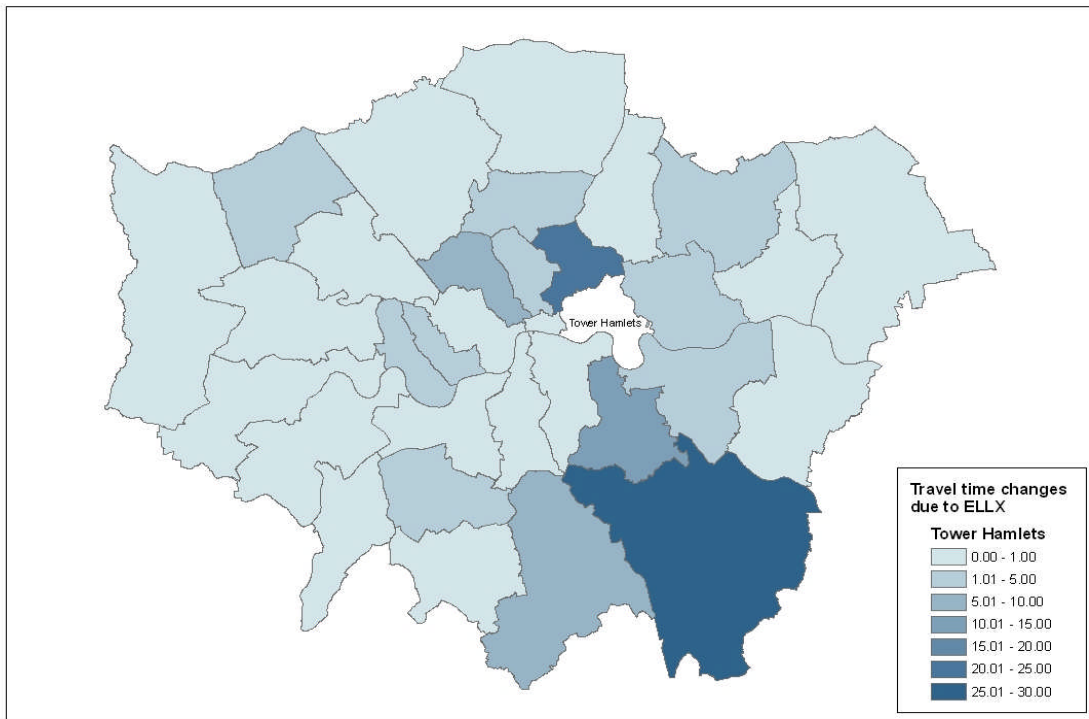 Tower Hamlets
Travel time changes
due to ELLX
Tower Hamlets
0.00 - 1.00
1.01 - 5.00
5.01 - 10.00
10.01 - 15.00
15.01 - 20.00
20.01 - 25.00
25.01 - 30.00